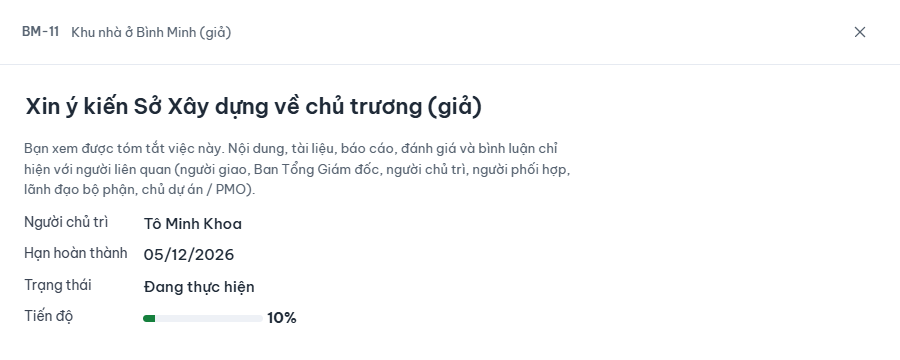 BM-11 Khu nhà ở Bình Minh (giả)
Xin ý kiến Sở Xây dựng về chủ trương (giả)
Bạn xem được tóm tắt việc này. Nội dung, tài liệu, báo cáo, đánh giá và bình luận chỉ
hiện với người liên quan (người giao, Ban Tổng Giám đốc, người chủ trì, người phối hợp,
lãnh đạo bộ phận, chủ dự án / PMO).
Người chủ trì Tô Minh Khoa
Hạn hoàn thành 05/12/2026
Trạng thái Đang thực hiện
Tiến độ 10%